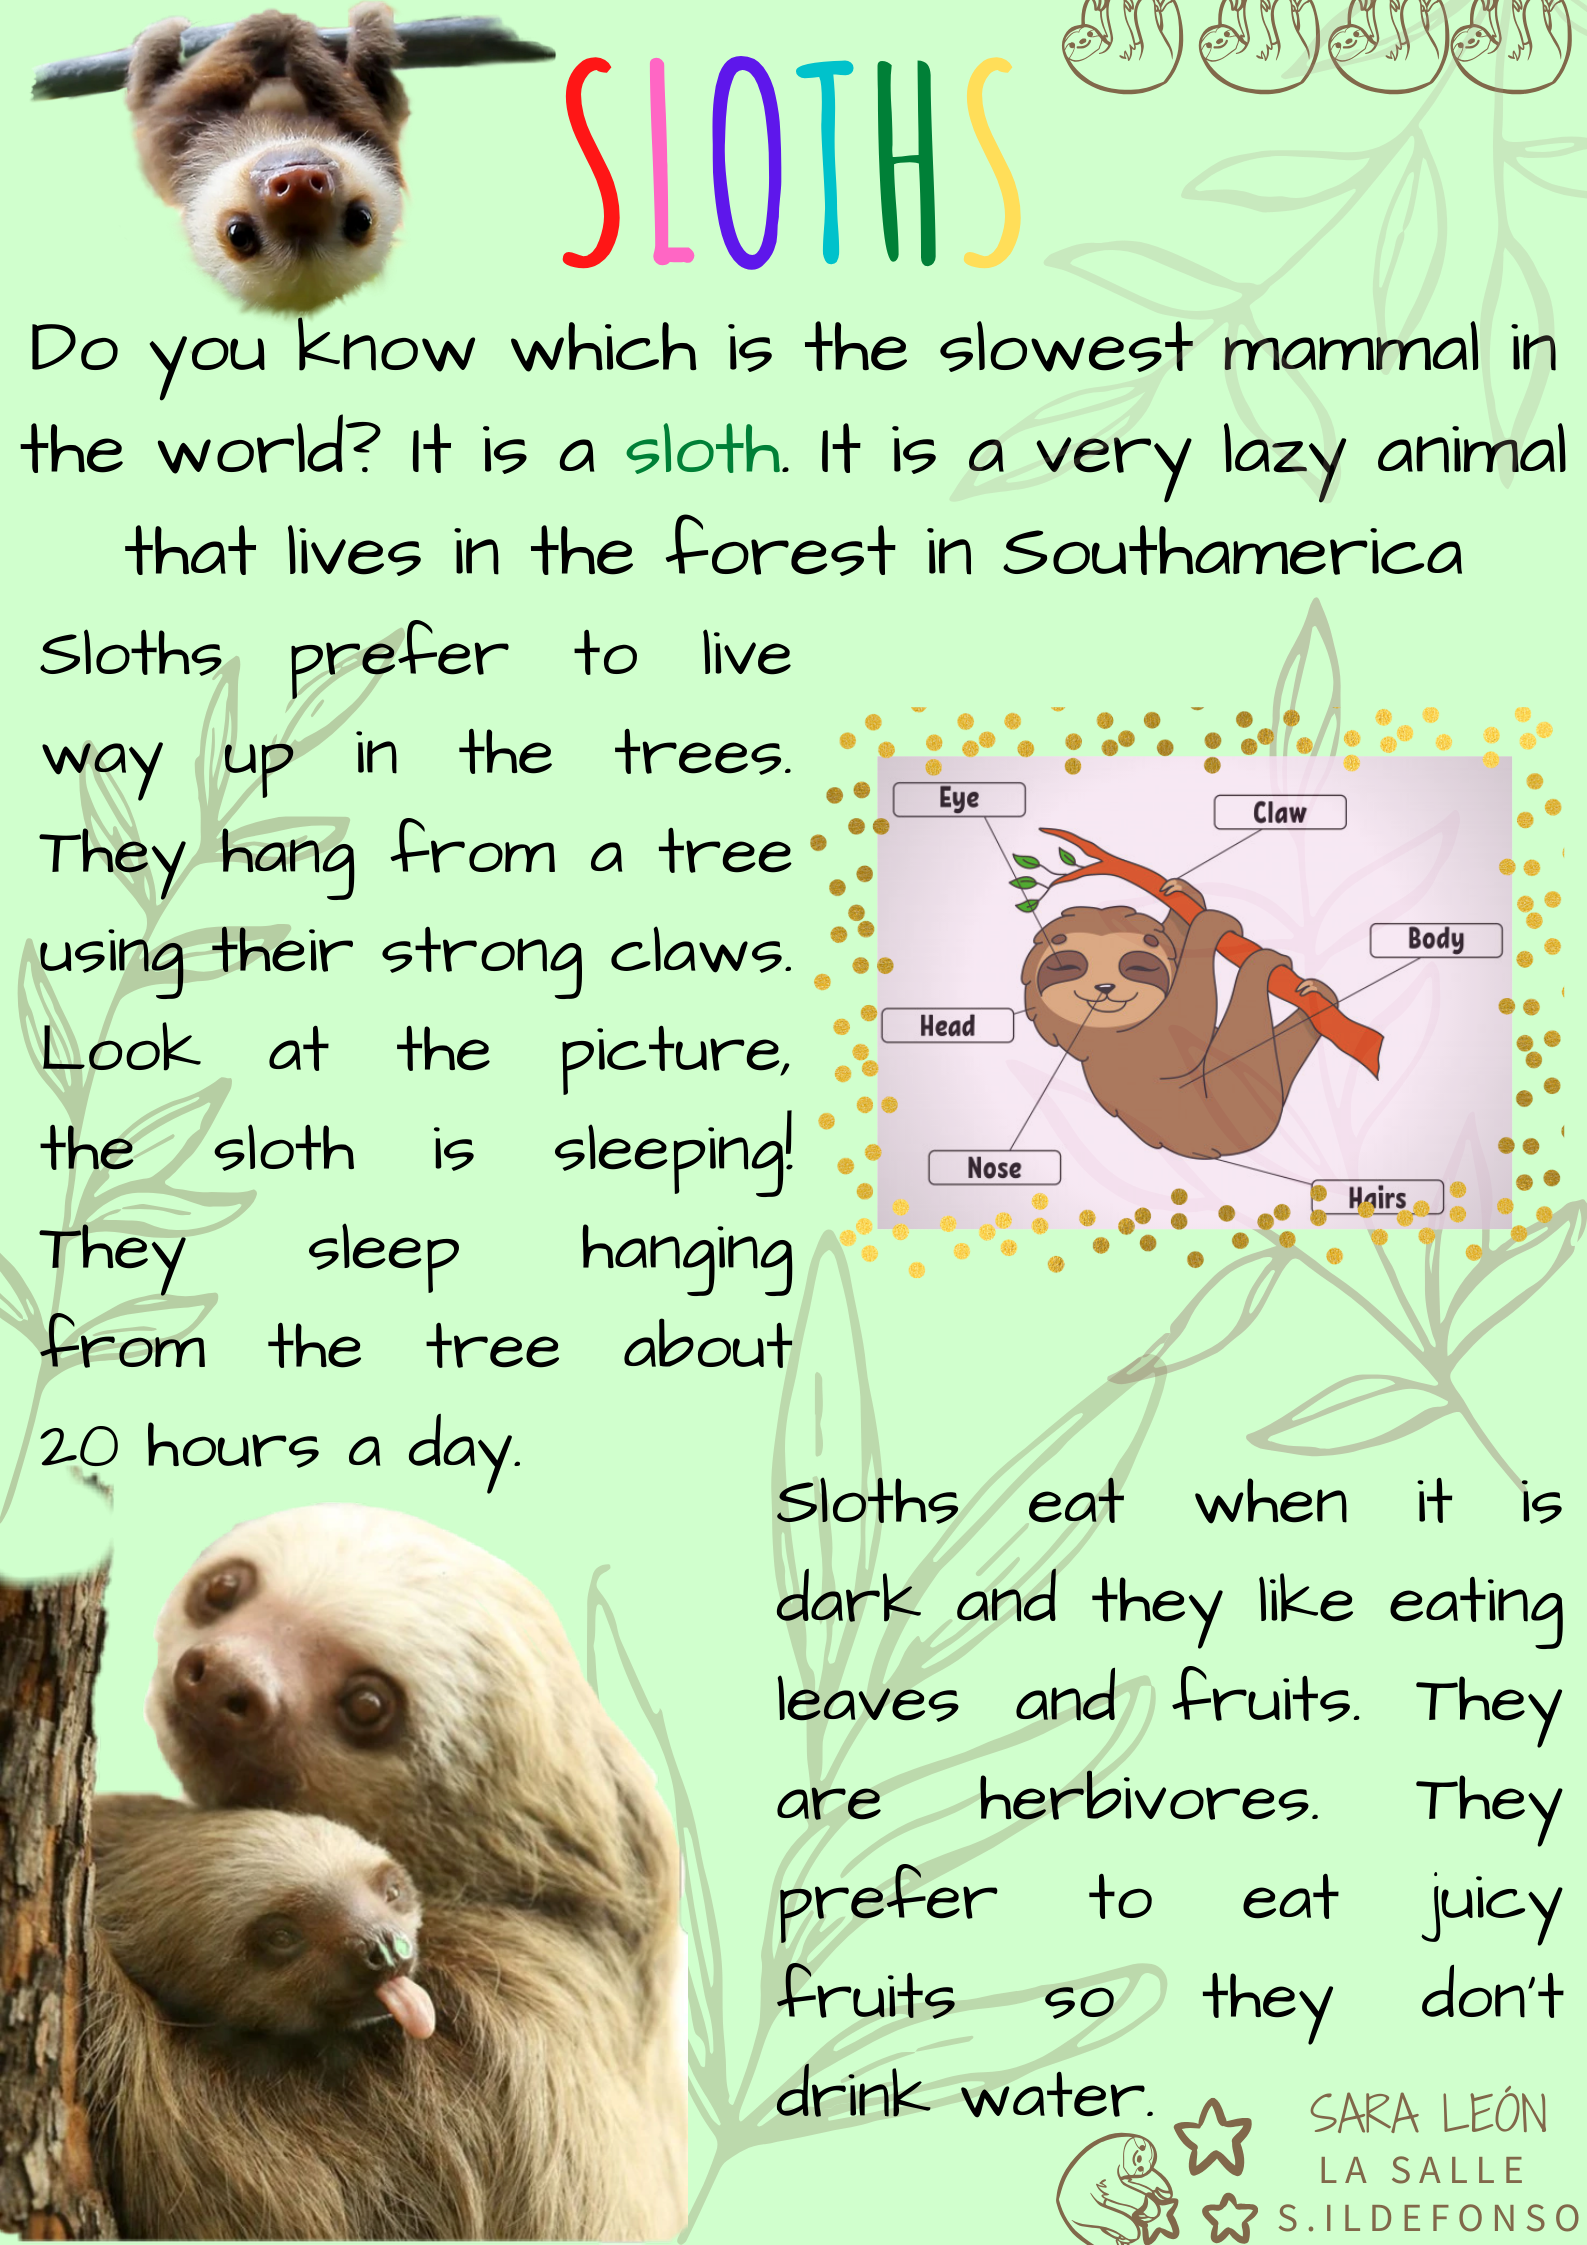 SLOTHS
Do you know which is the slowest mammal in
the world? It is a sloth. It is a very lazy animal
that lives in the forest in Southamerica
Sloths prefer to live
way up in the trees.
They hang from a tree
using their strong claws.
Look at the picture,
the sloth is sleeping!
They sleep hanging
from the tree about
20 hours a day.
Eye
Claw
Body
Head
Nose
Hairs
Sloths eat when it is
dark and they like eating
leaves and fruits. They
are herbivores. They
prefer to eat juicy
fruits so they don't
drink water.
SARA LEÓN
LA SALLE
S.ILDEFONSO